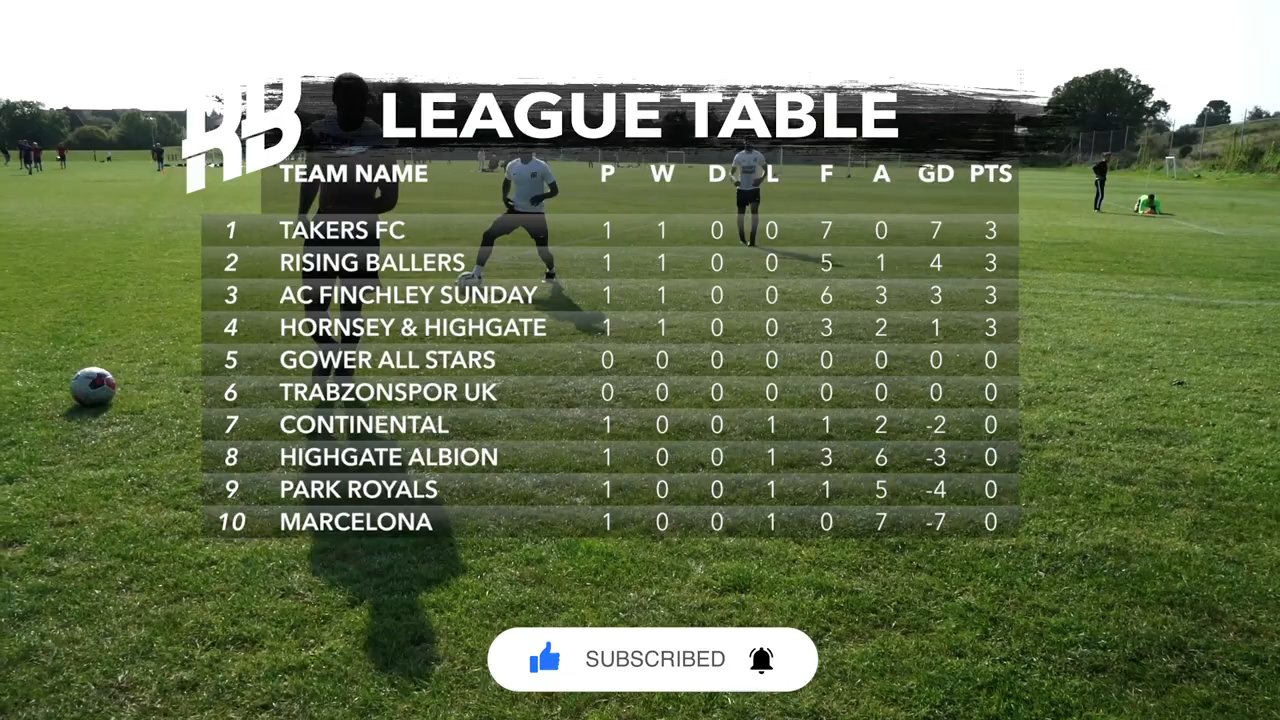 RB LEAGUE TABLE
TEAM NAME P W D L F A GD PTS
1 TAKERS FC 1 1 0 0 7 0 7 3
2 RISING BALLERS 1 1 0 0 5 1 4 3
3 AC FINCHLEY SUNDAY 1 1 0 0 6 3 3 3
4 HORNSEY & HIGHGATE 1 1 0 0 3 2 1 3
5 GOWER ALL STARS 0 0 0 0 0 0 0 0
6 TRABZONSPOR UK 0 0 0 0 0 0 0 0
7 CONTINENTAL 1 0 0 1 1 2 -2 0
8 HIGHGATE ALBION 1 0 0 1 3 6 -3 0
9 PARK ROYALS 1 0 0 1 1 5 -4 0
10 MARCELONA 1 0 0 1 0 7 -7 0
SUBSCRIBED